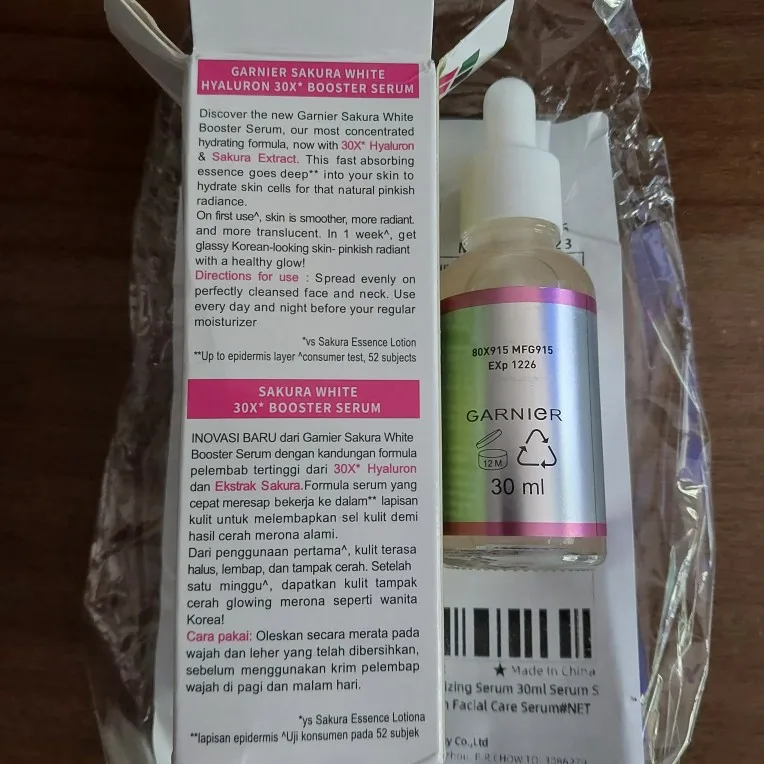 GARNIER SAKURA WHITE
HYALURON 30X* BOOSTER SERUM
Discover the new Garnier Sakura White
Booster Serum, our most concentrated
hydrating formula, now with 30X* Hyaluron
& Sakura Extract. This fast absorbing
essence goes deep** into your skin to
hydrate skin cells for that natural pinkish
radiance.
On first use^, skin is smoother, more radiant.
and more translucent. In 1 week^, get
glassy Korean-looking skin- pinkish radiant
with a healthy glow!
Directions for use : Spread evenly on
perfectly cleansed face and neck. Use
every day and night before your regular
moisturizer
*vs Sakura Essence Lotion
**Up to epidermis layer ^consumer test, 52 subjects
SAKURA WHITE
30X* BOOSTER SERUM
INOVASI BARU dari Gamier Sakura White
Booster Serum dengan kandungan formula
pelembab tertinggi dari 30X* Hyaluron
dan Ekstrak Sakura.Formula serum yang
cepat meresap bekerja ke dalam** lapisan
kulit untuk melembapkan sel kulit demi
hasil cerah merona alami.
Dari penggunaan pertama^, kulit terasa
halus, lembap, dan tampak cerah. Setelah
satu minggu^, dapatkan kulit tampak
cerah glowing merona seperti wanita
Korea!
Cara pakai: Oleskan secara merata pada
wajah dan leher yang telah dibersihkan,
sebelum menggunakan krim pelembap
wajah di pagi dan malam hari.
*ys Sakura Essence Lotiona
**lapisan epidermis ^Uji konsumen pada 52 subjek
80X915 MFG915
EXp 1226
GARNIER
12 M
30 ml
★ Made In China
izing Serum 30ml Serum S
Facial Care Serum#NET
y Co.,Ltd